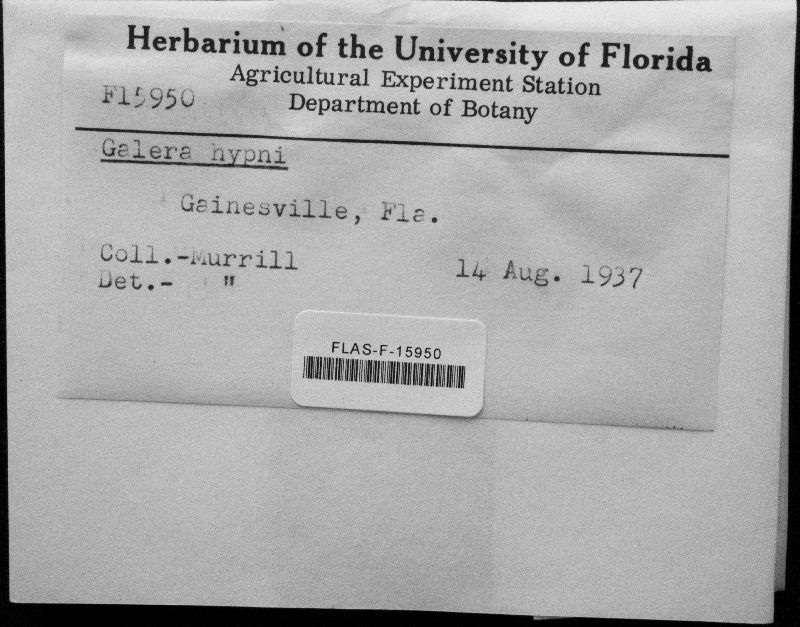 Herbarium of the University of Florida
Agricultural Experiment Station
F15950
Department of Botany
Galera hypni
Gainesville, Fla.
Coll.-Murrill
14 Aug. 1937
Det.- "
FLAS-F-15950